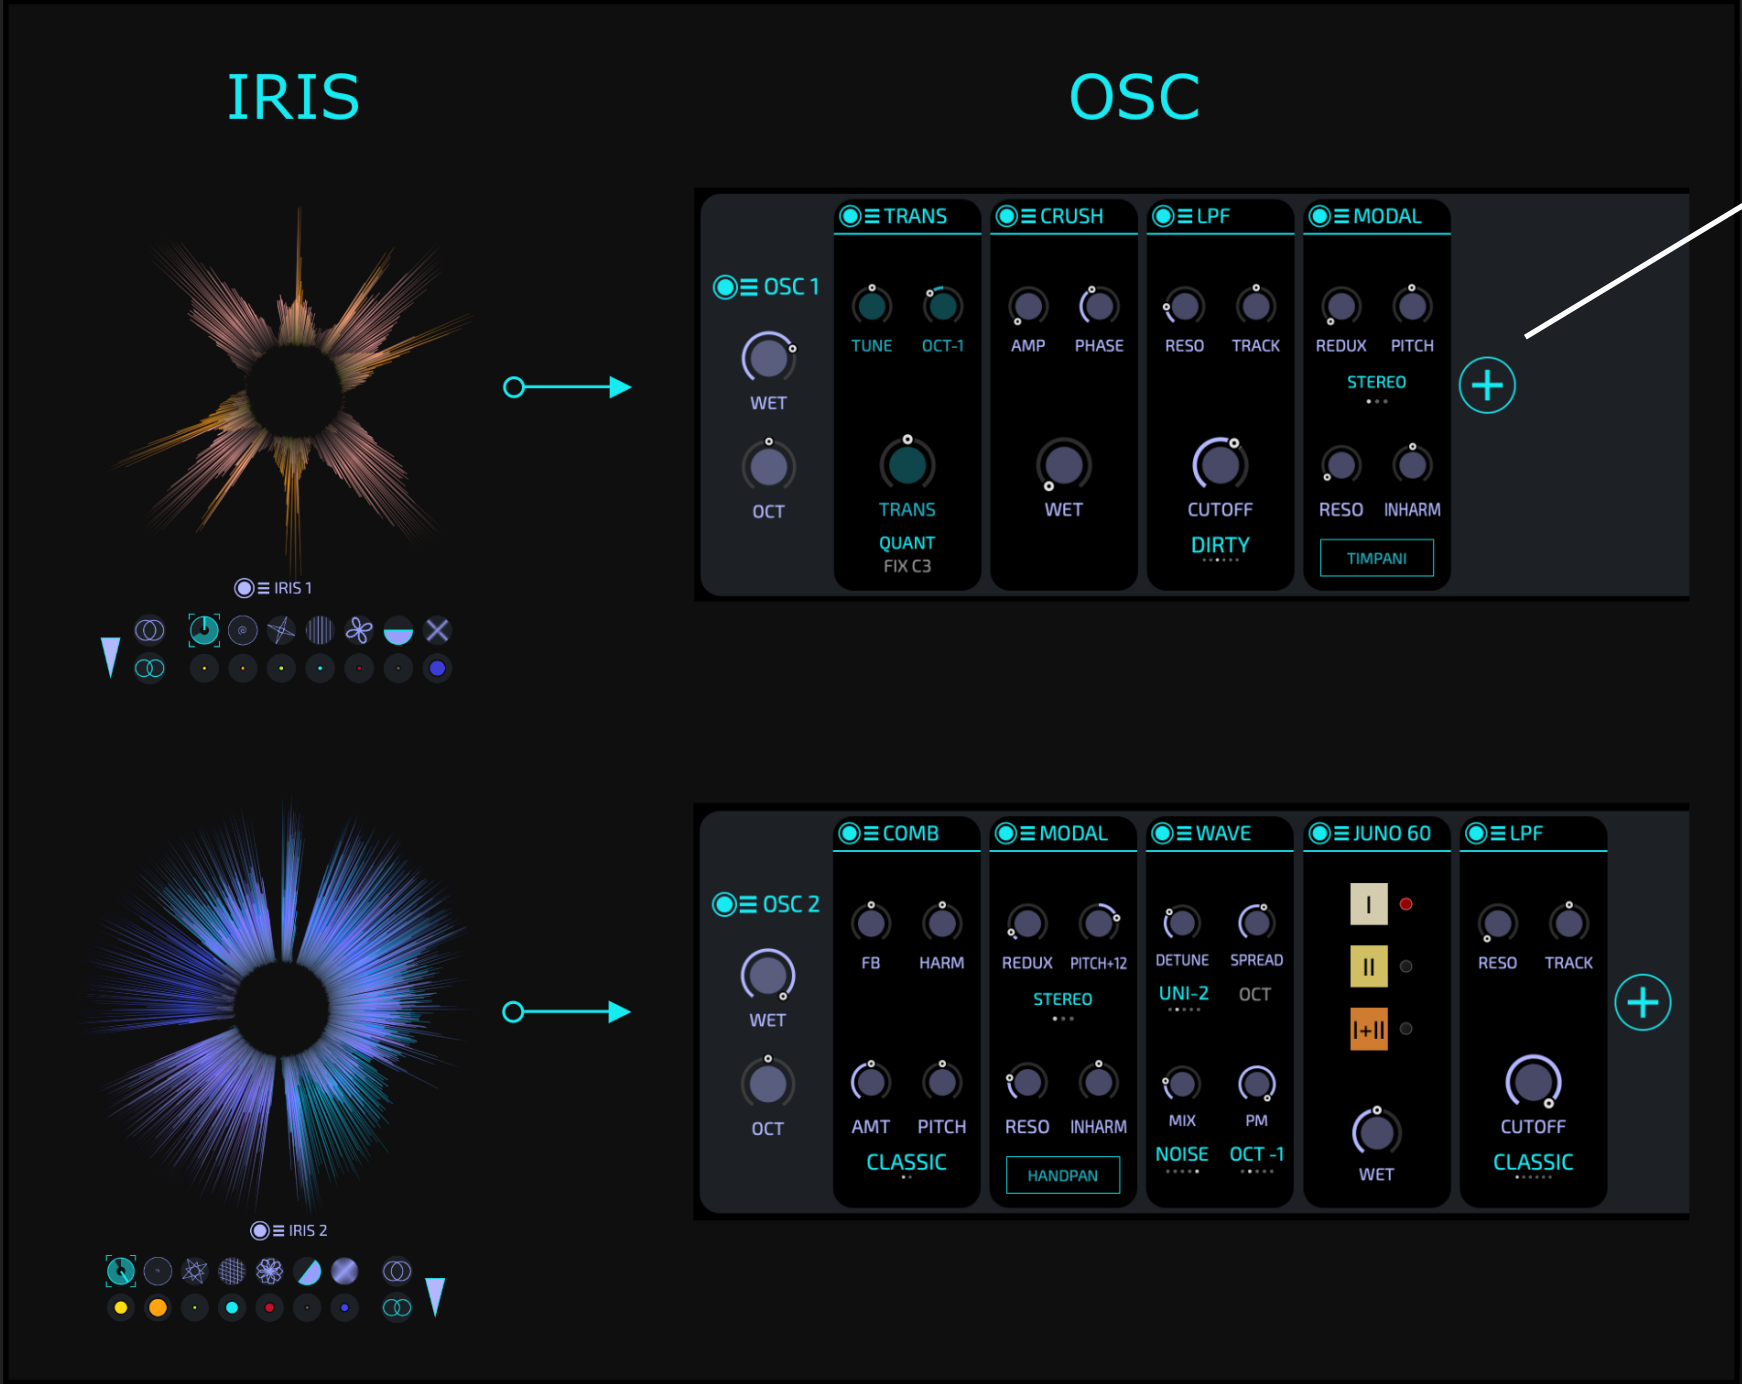 IRIS
OSC
TRANS
CRUSH
LPF
MODAL
OSC 1
TUNE
OCT-1
AMP
PHASE
RESO
TRACK
REDUX
PITCH
STEREO
WET
TRANS
WET
CUTOFF
RESO
INHARM
OCT
QUANT
DIRTY
TIMPANI
FIX C3
IRIS 1
COMB
MODAL
WAVE
JUNO 60
LPF
OSC 2
I
FB
HARM
REDUX
PITCH+12
DETUNE
SPREAD
II
RESO
TRACK
STEREO
UNI-2
OCT
WET
I+II
AMT
PITCH
RESO
INHARM
MIX
PM
CUTOFF
OCT
CLASSIC
HANDPAN
NOISE
OCT -1
WET
CLASSIC
IRIS 2